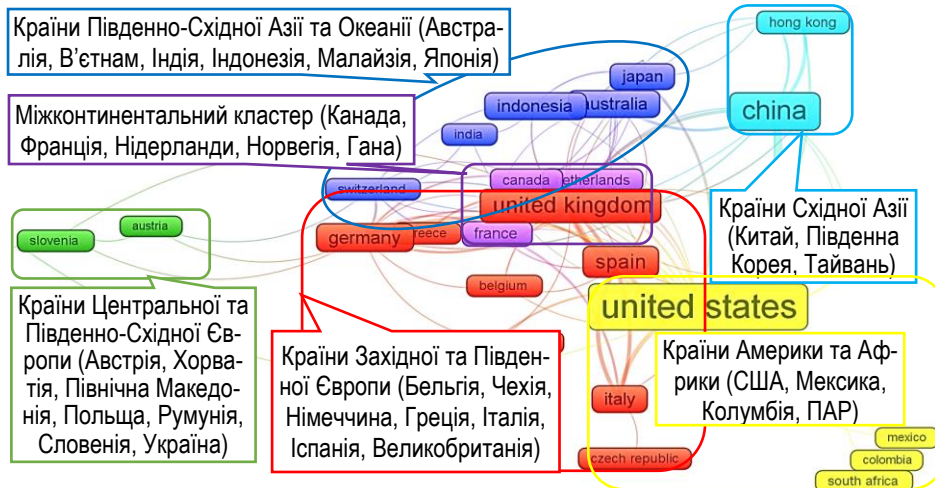 Країни Південно-Східної Азії та Океанії (Австра-
лія, В’єтнам, Індія, Індонезія, Малайзія, Японія)
Міжконтинентальний кластер (Канада,
Франція, Нідерланди, Норвегія, Гана)
hong kong
china
japan
indonesia
australia
india
canada
etherlands
switzerland
united kingdom
germany
reece
france
spain
belgium
austria
slovenia
Країни Східної Азії
(Китай, Південна
Корея, Тайвань)
united states
Країни Центральної та
Південно-Східної Єв-
ропи (Австрія, Хорва-
тія, Північна Македо-
нія, Польща, Румунія,
Словенія, Україна)
Країни Західної та Півден-
ної Європи (Бельгія, Чехія,
Німеччина, Греція, Італія,
Іспанія, Великобританія)
Країни Америки та Аф-
рики (США, Мексика,
Колумбія, ПАР)
italy
czech republic
mexico
colombia
south africa